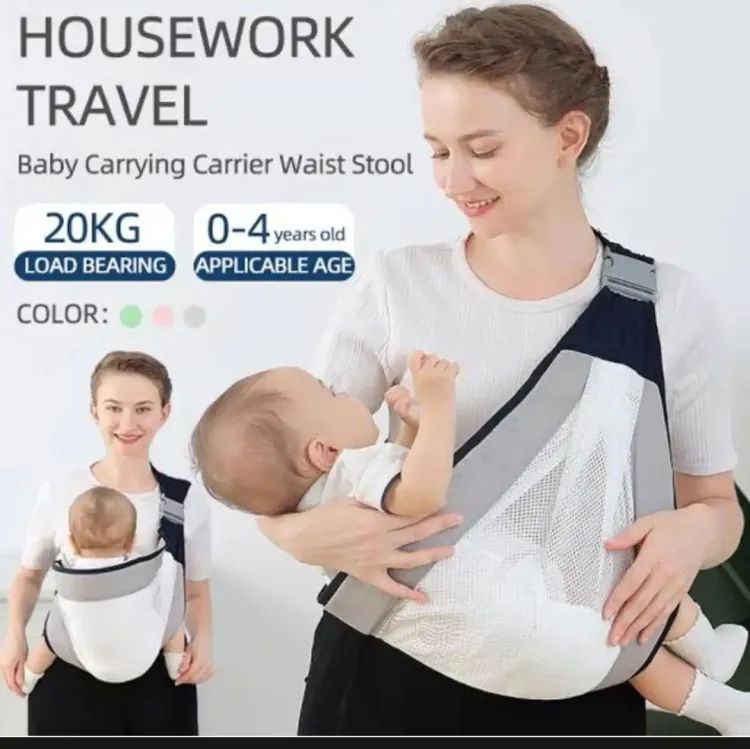 HOUSEWORK
TRAVEL
Baby Carrying Carrier Waist Stool
20KG
LOAD BEARING
0-4 years old
APPLICABLE AGE
COLOR: